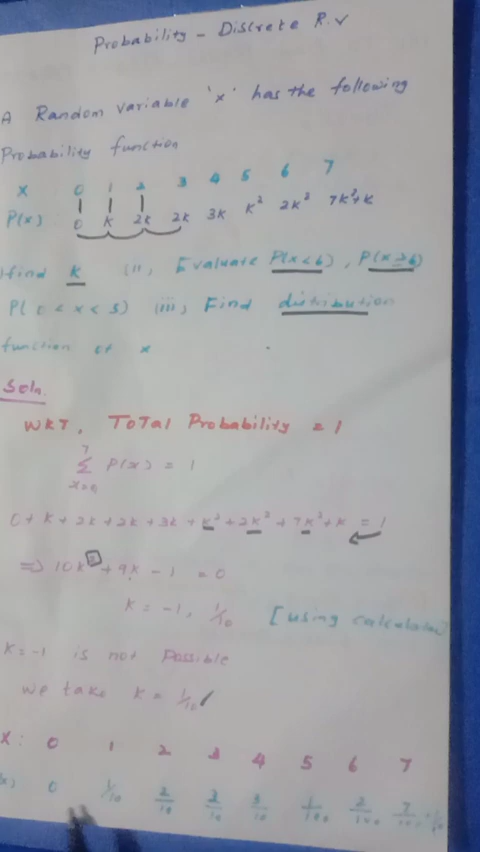 Probability - Discrete R.V
A Random variable 'x' has the following
Probability function
x 0 1 2 3 4 5 6 7
P(x) 0 k 2k 2k 3k k² 2k² 7k²+k
find k (ii) Evaluate P(x<6), P(x≥6)
P( < x < 5) (iii) Find distribution
function of x
Soln.
WKT, Total Probability = 1
7
Σ P(x) = 1
x=0
0+k+2k+2k+3k+k²+2k²+7k²+k = 1
⇒ 10k²+9k-1 = 0
k = -1, 1/10 [using calculator
k=-1 is not Possible
we take k = 1/10
x: 0 1 2 3 4 5 6 7
0 1/10 2/10 2/10 3/10 1/100 2/100